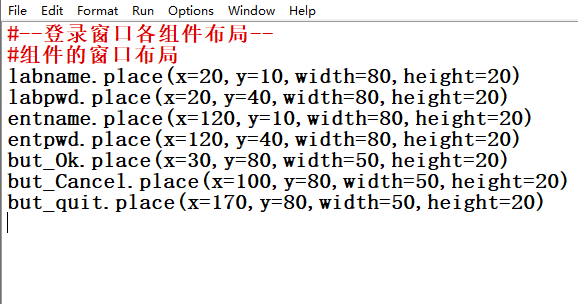 File Edit Format Run Options Window Help
#--登录窗口各组件布局--
#组件的窗口布局
labname.place(x=20,y=10,width=80,height=20)
labpwd.place(x=20,y=40,width=80,height=20)
entname.place(x=120,y=10,width=80,height=20)
entpwd.place(x=120,y=40,width=80,height=20)
but_Ok.place(x=30,y=80,width=50,height=20)
but_Cancel.place(x=100,y=80,width=50,height=20)
but_quit.place(x=170,y=80,width=50,height=20)